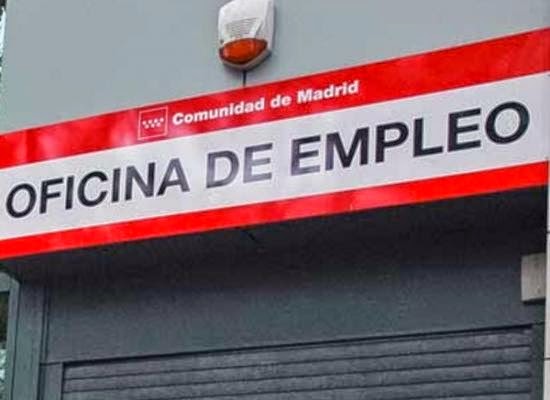 Comunidad de Madrid
OFICINA DE EMPLEO